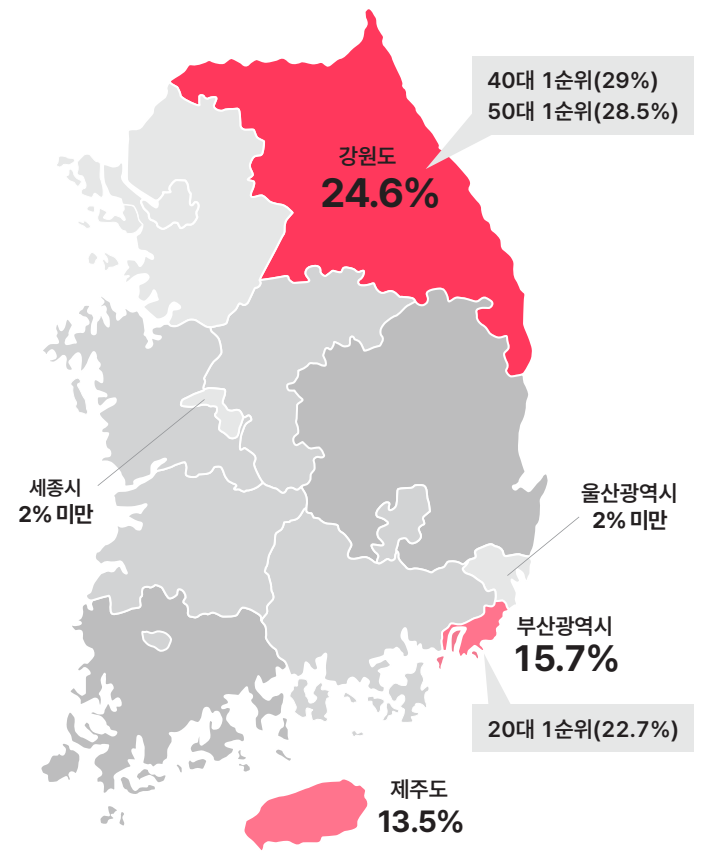 40대 1순위(29%)
50대 1순위(28.5%)
강원도
24.6%
세종시
2% 미만
울산광역시
2% 미만
부산광역시
15.7%
20대 1순위(22.7%)
제주도
13.5%